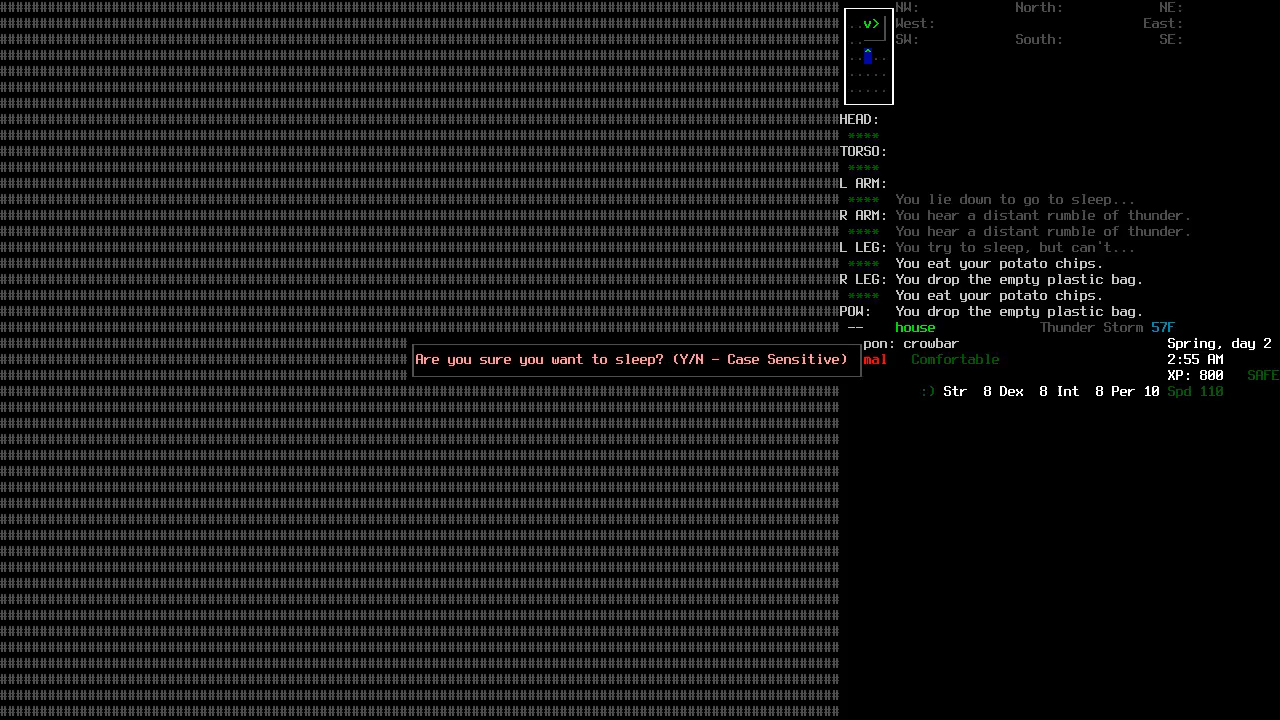 NW: North: NE:
West: East:
SW: South: SE:
..v>
..
..^..
.....
.....
HEAD:
****
TORSO:
****
L ARM:
**** You lie down to go to sleep...
R ARM: You hear a distant rumble of thunder.
**** You hear a distant rumble of thunder.
L LEG: You try to sleep, but can't...
**** You eat your potato chips.
R LEG: You drop the empty plastic bag.
**** You eat your potato chips.
POW: You drop the empty plastic bag.
-- house Thunder Storm 57F
pon: crowbar Spring, day 2
Are you sure you want to sleep? (Y/N - Case Sensitive) mal Comfortable 2:55 AM
XP: 800 SAFE
:) Str 8 Dex 8 Int 8 Per 10 Spd 110